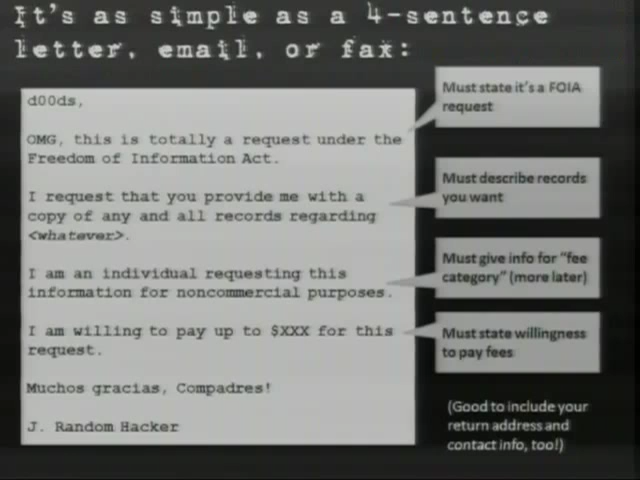 It's as simple as a 4-sentence
letter, email, or fax:
d00ds,
OMG, this is totally a request under the
Freedom of Information Act.
I request that you provide me with a
copy of any and all records regarding
<whatever>.
I am an individual requesting this
information for noncommercial purposes.
I am willing to pay up to $XXX for this
request.
Muchos gracias, Compadres!
J. Random Hacker
Must state it's a FOIA
request
Must describe records
you want
Must give info for "fee
category" (more later)
Must state willingness
to pay fees
(Good to include your
return address and
contact info, too!)